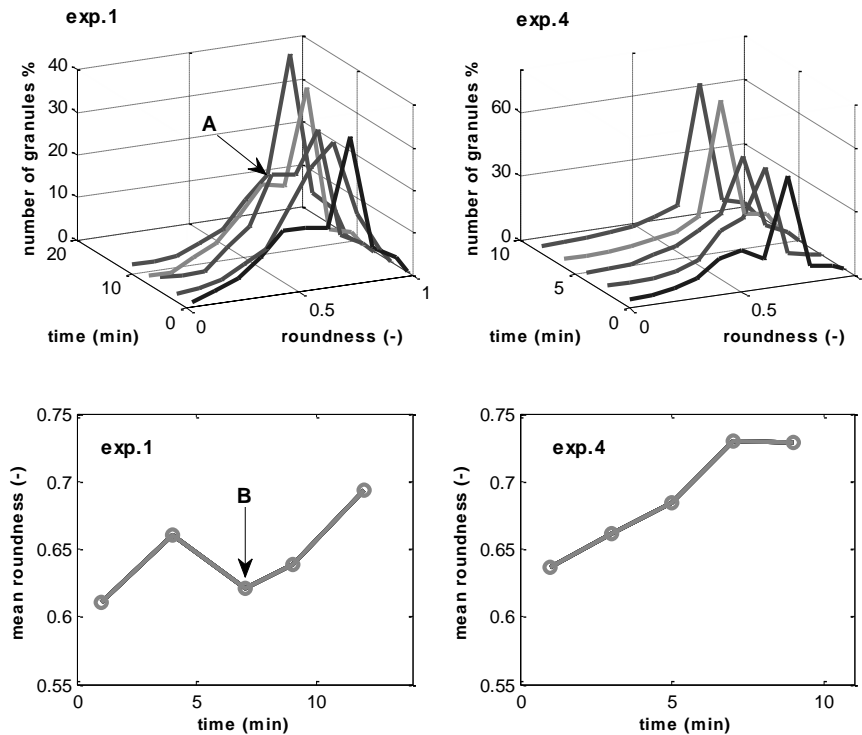 exp.1
number of granules %
40
30
20
10
0
20
10
0
time (min)
0
0.5
1
roundness (-)
A
exp.4
number of granules %
60
30
0
10
5
0
time (min)
0
0.5
roundness (-)
exp.1
mean roundness (-)
0.75
0.7
0.65
0.6
0.55
B
0
5
10
time (min)
exp.4
mean roundness (-)
0.75
0.7
0.65
0.6
0.55
0
5
10
time (min)